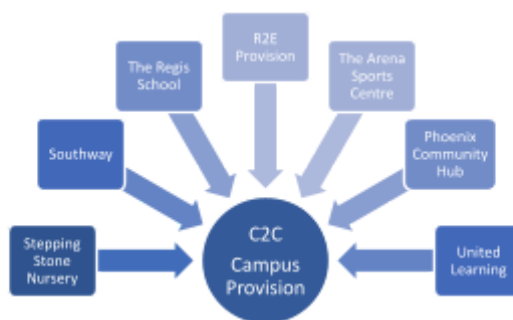 R2E
Provision
The Regis
School
The Arena
Sports
Centre
Southway
Phoenix
Community
Hub
Stepping
Stone
Nursery
C2C
Campus
Provision
United
Learning